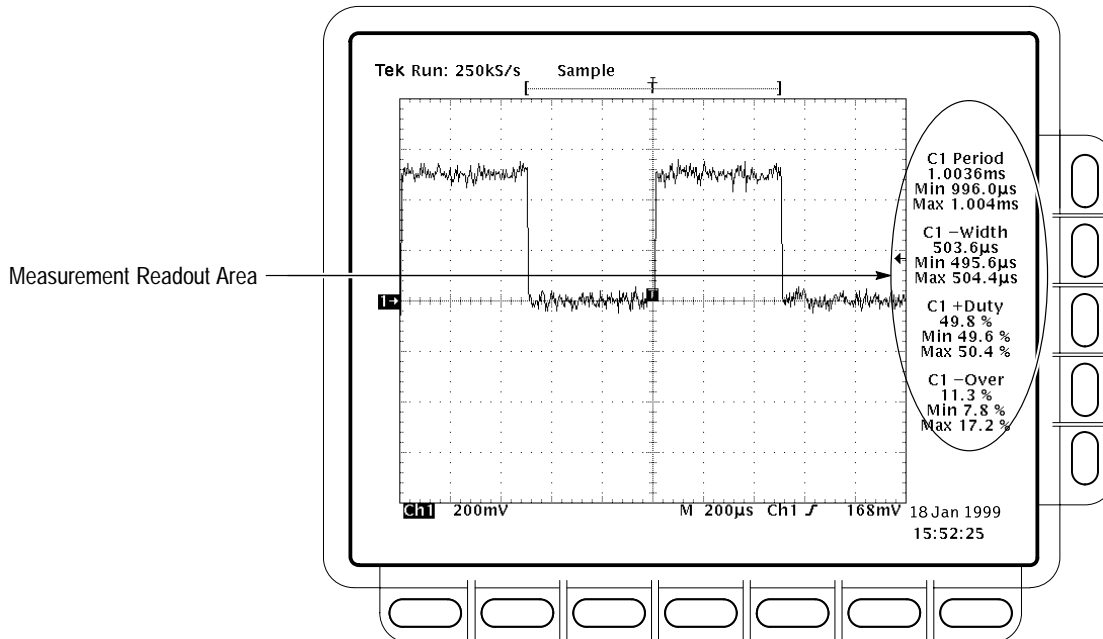 Tek Run: 250kS/s Sample
T
C1 Period
1.0036ms
Min 996.0µs
Max 1.004ms
C1 −Width
503.6µs
Min 495.6µs
Max 504.4µs
Measurement Readout Area
1
T
C1 +Duty
49.8 %
Min 49.6 %
Max 50.4 %
C1 −Over
11.3 %
Min 7.8 %
Max 17.2 %
Ch1 200mV M 200µs Ch1 168mV
18 Jan 1999
15:52:25